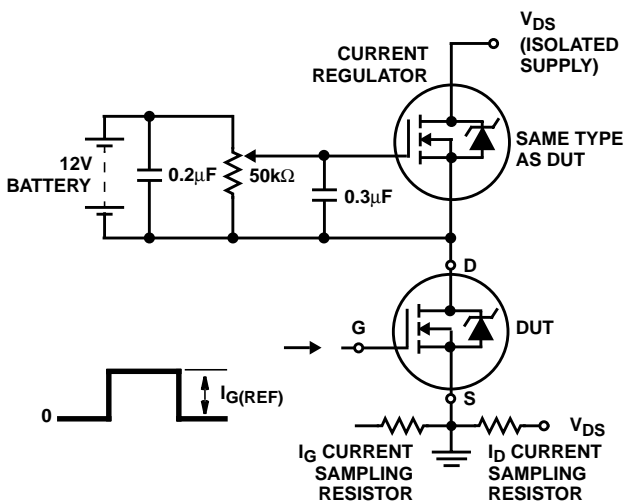 V_DS
(ISOLATED
SUPPLY)
CURRENT
REGULATOR
SAME TYPE
AS DUT
12V
BATTERY
0.2μF
50kΩ
0.3μF
D
G
DUT
I_G(REF)
0
S
V_DS
I_G CURRENT
SAMPLING
RESISTOR
I_D CURRENT
SAMPLING
RESISTOR